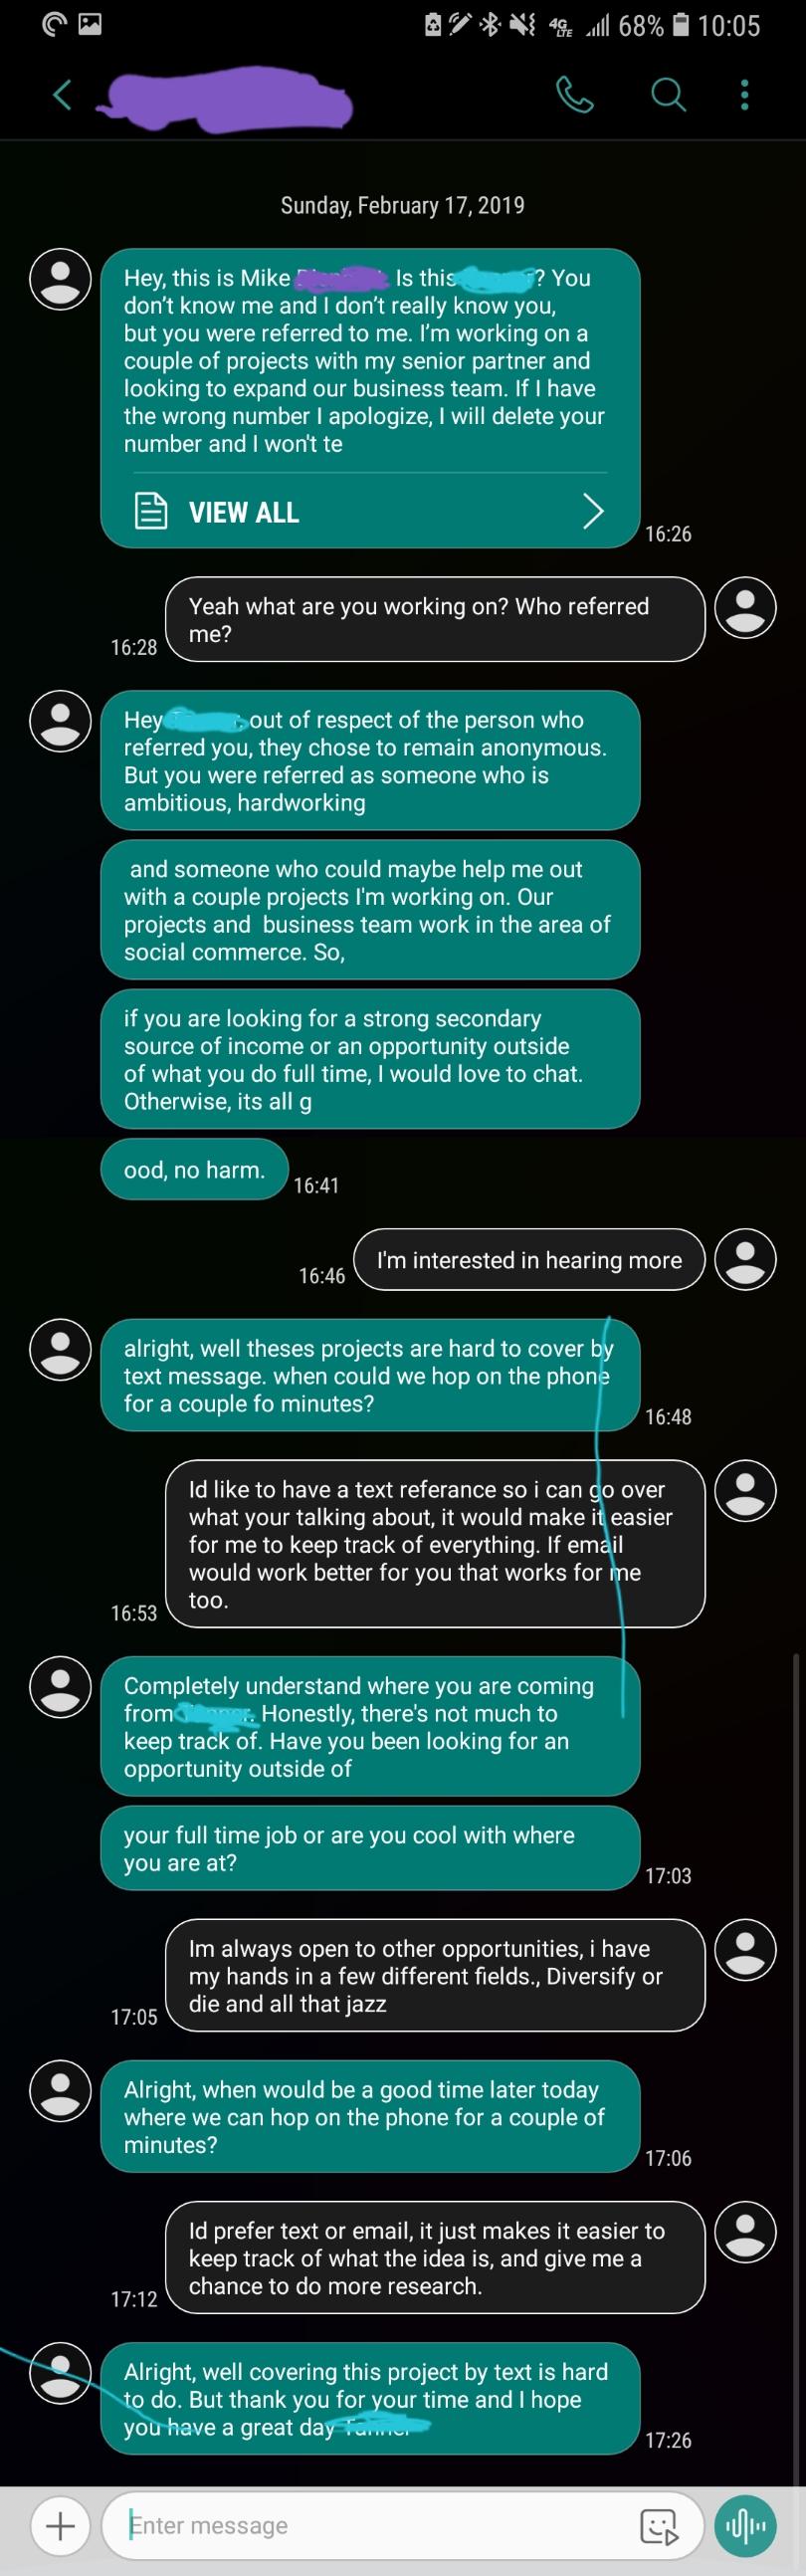 4G
LTE
68%
10:05
Sunday, February 17, 2019
Hey, this is Mike Is this ? You
don't know me and I don't really know you,
but you were referred to me. I'm working on a
couple of projects with my senior partner and
looking to expand our business team. If I have
the wrong number I apologize, I will delete your
number and I won't te
VIEW ALL
16:26
Yeah what are you working on? Who referred
me?
16:28
Hey out of respect of the person who
referred you, they chose to remain anonymous.
But you were referred as someone who is
ambitious, hardworking
and someone who could maybe help me out
with a couple projects I'm working on. Our
projects and business team work in the area of
social commerce. So,
if you are looking for a strong secondary
source of income or an opportunity outside
of what you do full time, I would love to chat.
Otherwise, its all g
ood, no harm.
16:41
I'm interested in hearing more
16:46
alright, well theses projects are hard to cover by
text message. when could we hop on the phone
for a couple fo minutes?
16:48
Id like to have a text referance so i can go over
what your talking about, it would make it easier
for me to keep track of everything. If email
would work better for you that works for me
too.
16:53
Completely understand where you are coming
from Honestly, there's not much to
keep track of. Have you been looking for an
opportunity outside of
your full time job or are you cool with where
you are at?
17:03
Im always open to other opportunities, i have
my hands in a few different fields., Diversify or
die and all that jazz
17:05
Alright, when would be a good time later today
where we can hop on the phone for a couple of
minutes?
17:06
Id prefer text or email, it just makes it easier to
keep track of what the idea is, and give me a
chance to do more research.
17:12
Alright, well covering this project by text is hard
to do. But thank you for your time and I hope
you have a great day
17:26
Enter message